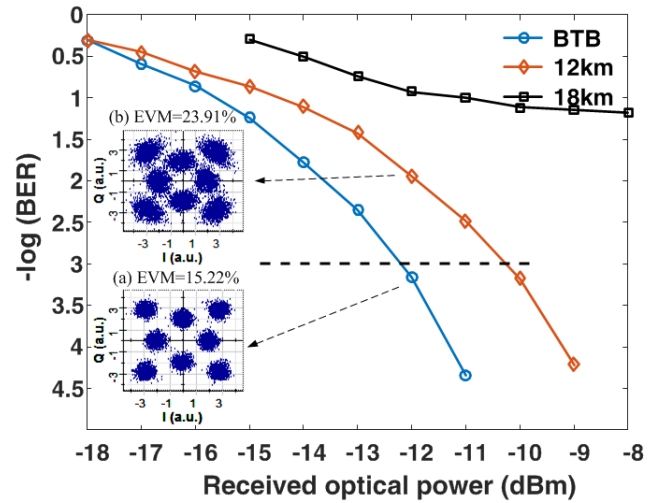 0
0.5
1
1.5
2
2.5
3
3.5
4
4.5
-log (BER)
-18 -17 -16 -15 -14 -13 -12 -11 -10 -9 -8
Received optical power (dBm)
BTB
12km
18km
(b) EVM=23.91%
Q (a.u.)
3
1
-1
-3
-3 -1 1 3
I (a.u.)
(a) EVM=15.22%
Q (a.u.)
3
1
-1
-3
-3 -1 1 3
I (a.u.)